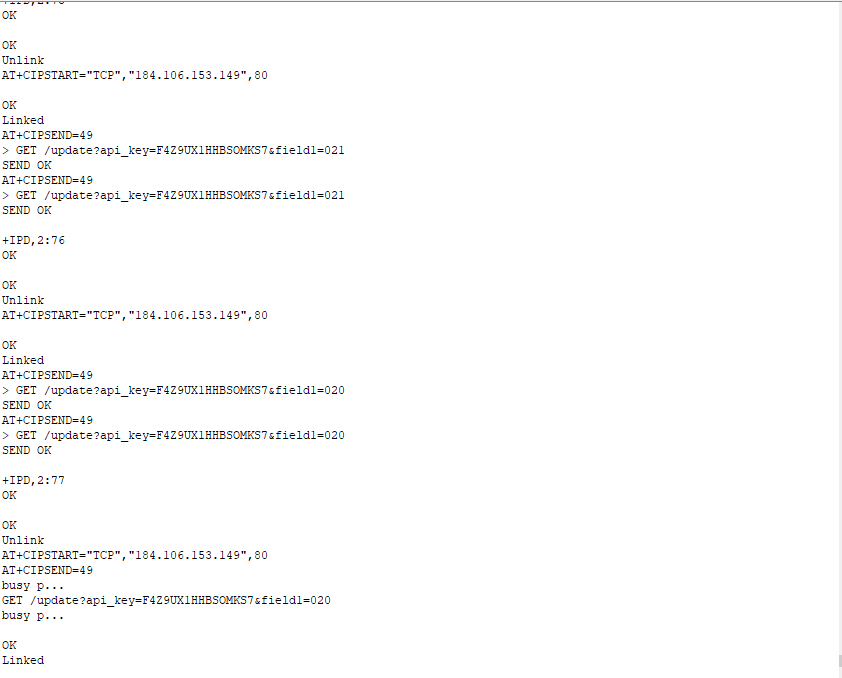 OK
OK
Unlink
AT+CIPSTART="TCP","184.106.153.149",80
OK
Linked
AT+CIPSEND=49
> GET /update?api_key=F4Z9UX1HHBSOMKS7&field1=021
SEND OK
AT+CIPSEND=49
> GET /update?api_key=F4Z9UX1HHBSOMKS7&field1=021
SEND OK
+IPD,2:76
OK
OK
Unlink
AT+CIPSTART="TCP","184.106.153.149",80
OK
Linked
AT+CIPSEND=49
> GET /update?api_key=F4Z9UX1HHBSOMKS7&field1=020
SEND OK
AT+CIPSEND=49
> GET /update?api_key=F4Z9UX1HHBSOMKS7&field1=020
SEND OK
+IPD,2:77
OK
OK
Unlink
AT+CIPSTART="TCP","184.106.153.149",80
AT+CIPSEND=49
busy p...
GET /update?api_key=F4Z9UX1HHBSOMKS7&field1=020
busy p...
OK
Linked